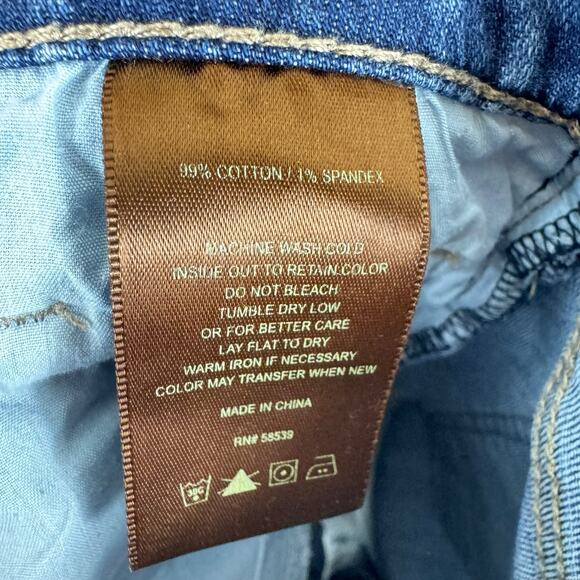 99% COTTON / 1% SPANDEX
MACHINE WASH COLD
INSIDE OUT TO RETAIN COLOR
DO NOT BLEACH
TUMBLE DRY LOW
OR FOR BETTER CARE
LAY FLAT TO DRY
WARM IRON IF NECESSARY
COLOR MAY TRANSFER WHEN NEW
MADE IN CHINA
RN# 58539
30C